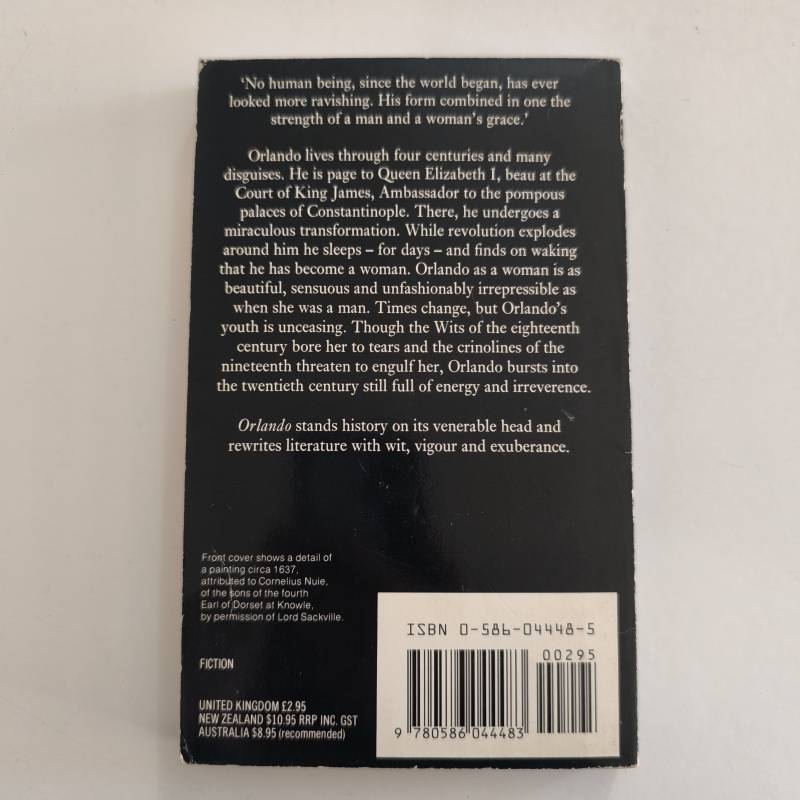 'No human being, since the world began, has ever
looked more ravishing. His form combined in one the
strength of a man and a woman's grace.'
Orlando lives through four centuries and many
disguises. He is page to Queen Elizabeth I, beau at the
Court of King James, Ambassador to the pompous
palaces of Constantinople. There, he undergoes a
miraculous transformation. While revolution explodes
around him he sleeps – for days – and finds on waking
that he has become a woman. Orlando as a woman is as
beautiful, sensuous and unfashionably irrepressible as
when she was a man. Times change, but Orlando's
youth is unceasing. Though the Wits of the eighteenth
century bore her to tears and the crinolines of the
nineteenth threaten to engulf her, Orlando bursts into
the twentieth century still full of energy and irreverence.
Orlando stands history on its venerable head and
rewrites literature with wit, vigour and exuberance.
Front cover shows a detail of
a painting circa 1637,
attributed to Cornelius Nuie,
of the sons of the fourth
Earl of Dorset at Knowle,
by permission of Lord Sackville.
FICTION
UNITED KINGDOM £2.95
NEW ZEALAND $10.95 RRP INC. GST
AUSTRALIA $8.95 (recommended)
ISBN 0-586-04448-5
00295
9 780586 044483